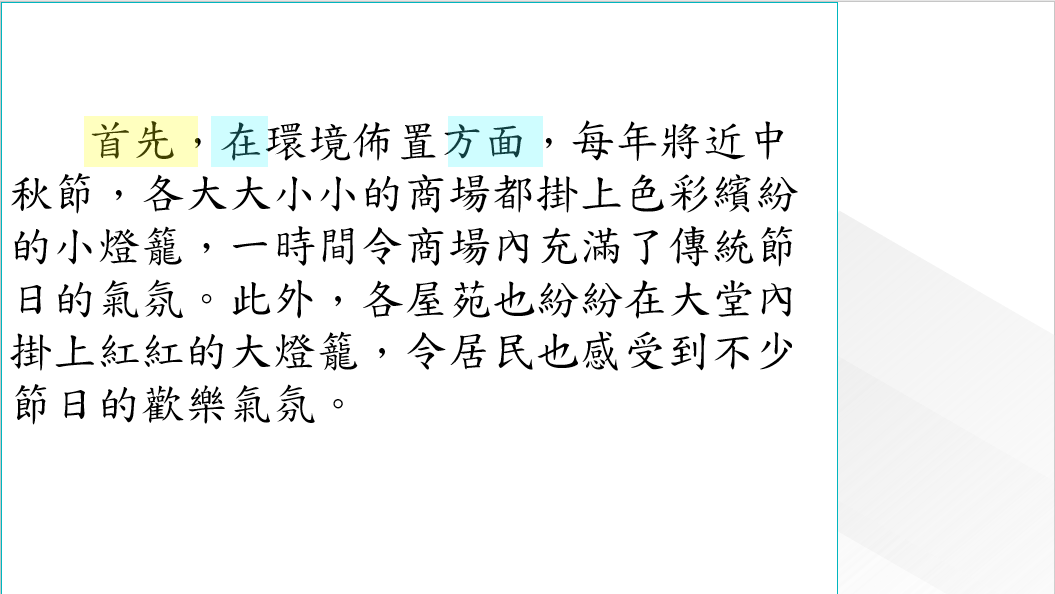 首先，在環境佈置方面，每年將近中
秋節，各大大小小的商場都掛上色彩繽紛
的小燈籠，一時間令商場內充滿了傳統節
日的氣氛。此外，各屋苑也紛紛在大堂內
掛上紅紅的大燈籠，令居民也感受到不少
節日的歡樂氣氛。